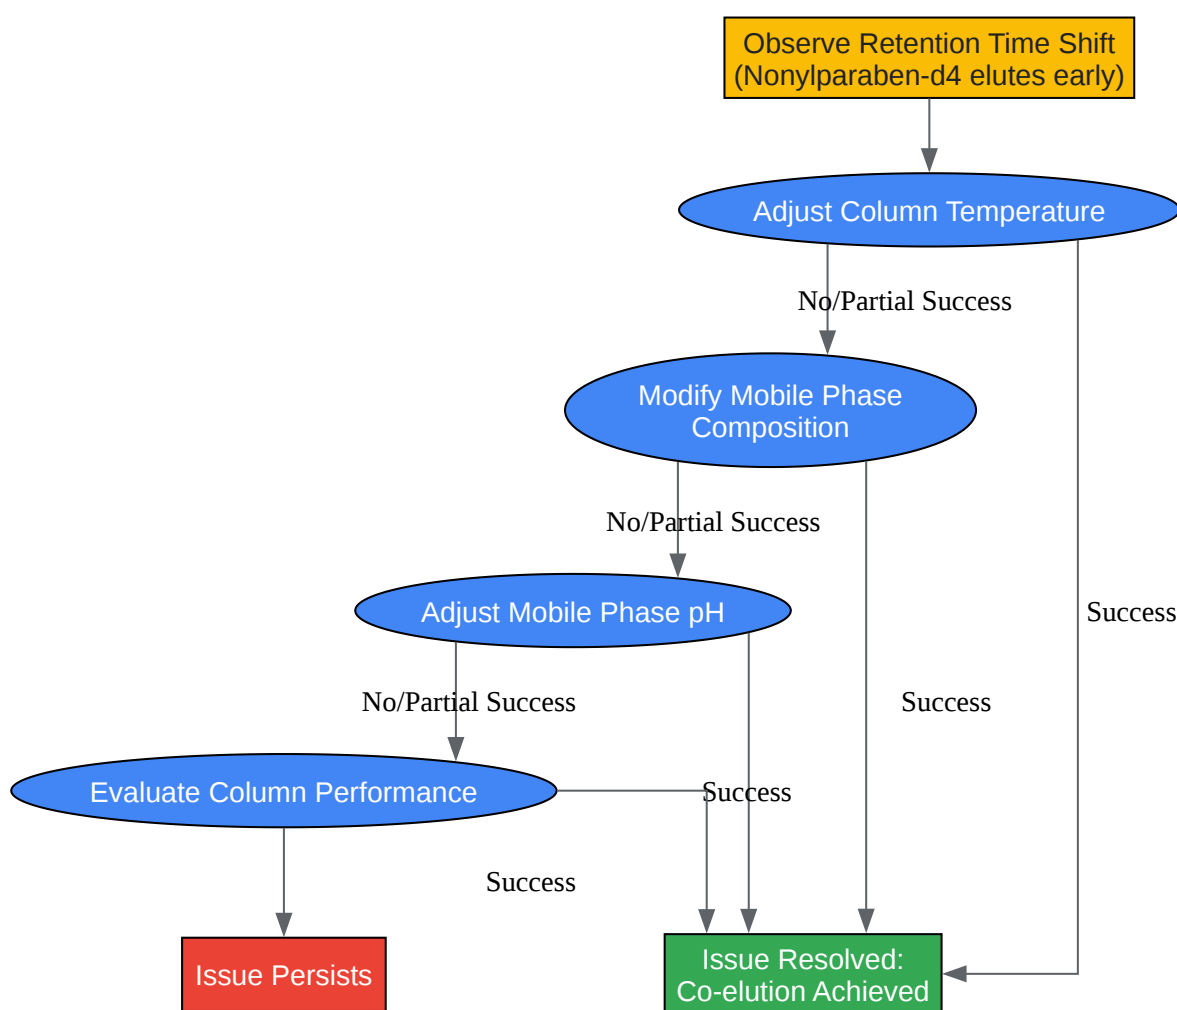 Observe Retention Time Shift
(Nonylparaben-d4 elutes early)
Adjust Column Temperature
No/Partial Success
Modify Mobile Phase
Composition
No/Partial Success
Adjust Mobile Phase pH
Success
No/Partial Success
Success
Evaluate Column Performance
Success
Success
Issue Persists
Issue Resolved:
Co-elution Achieved